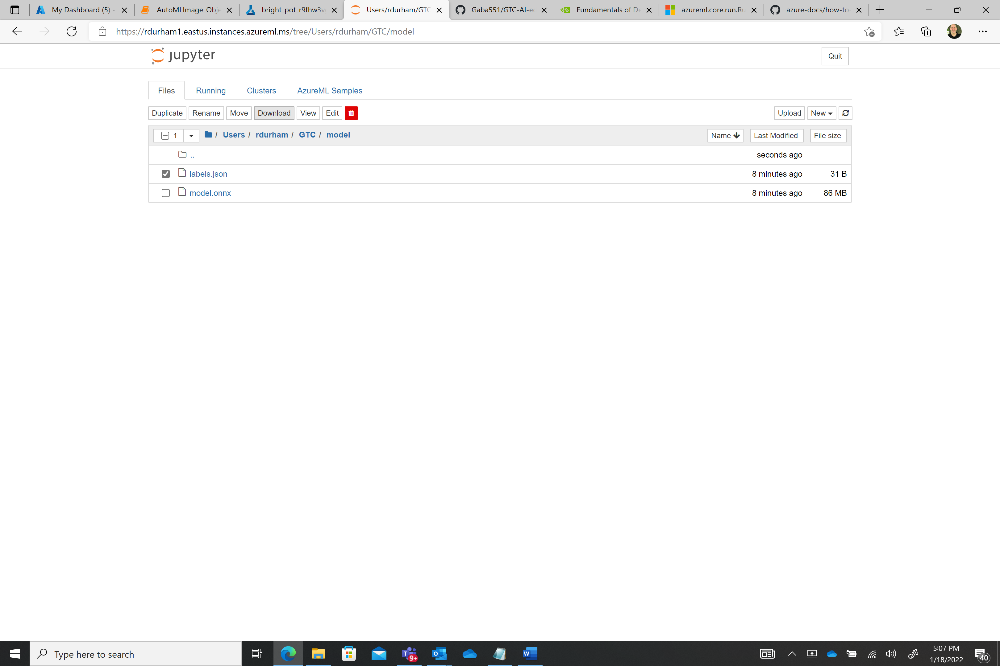 My Dashboard (5) -
AutoMLImage_Obje
bright_pot_r9fhw3v
Users/rdurham/GTC
Gaba551/GTC-AI-ed
Fundamentals of De
azureml.core.run.Ru
azure-docs/how-to-
https://rdurham1.eastus.instances.azureml.ms/tree/Users/rdurham/GTC/model
jupyter
Quit
Files Running Clusters AzureML Samples
Duplicate Rename Move Download View Edit Upload New
1 / Users / rdurham / GTC / model Name Last Modified File size
.. seconds ago
labels.json 8 minutes ago 31 B
model.onnx 8 minutes ago 86 MB
Type here to search
9+
5:07 PM
1/18/2022
40